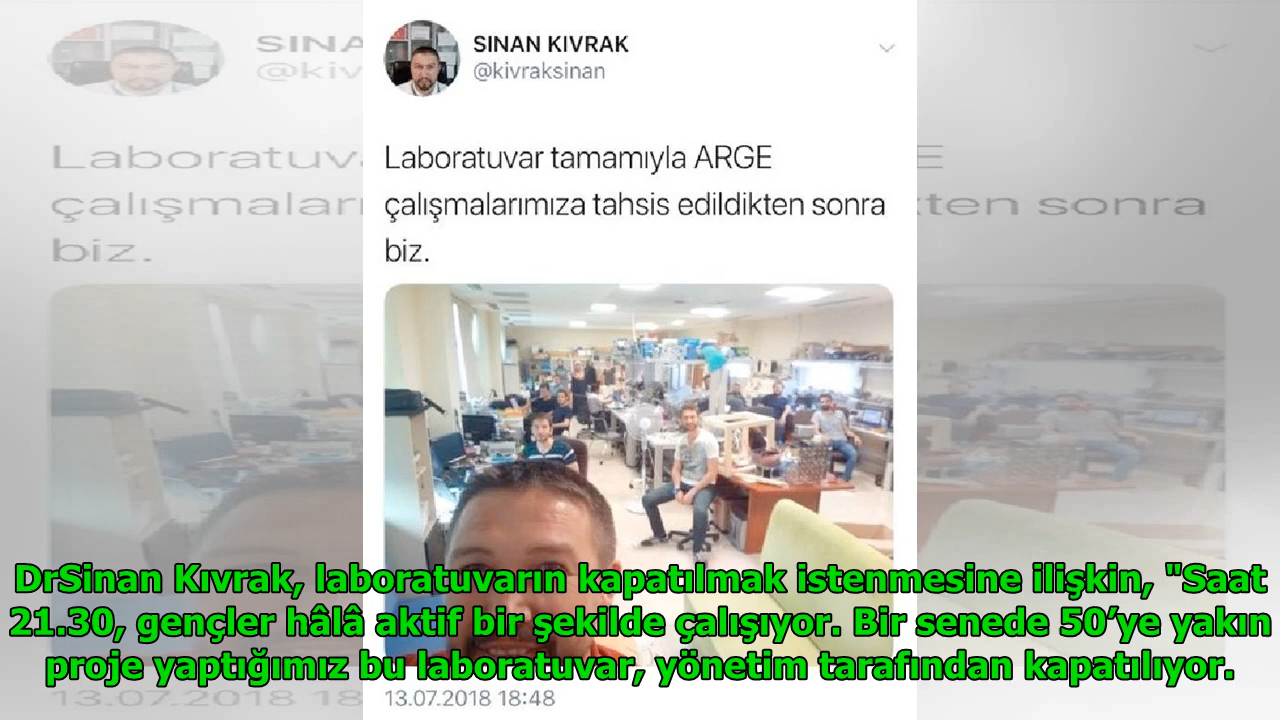 SINAN KIVRAK
@kivraksinan
Laboratuvar tamamıyla ARGE
çalışmalarımıza tahsis edildikten sonra
biz.
DrSinan Kıvrak, laboratuvarın kapatılmak istenmesine ilişkin, "Saat
21.30, gençler hâlâ aktif bir şekilde çalışıyor. Bir senede 50’ye yakın
proje yaptığımız bu laboratuvar, yönetim tarafından kapatılıyor.
13.07.2018 18:48